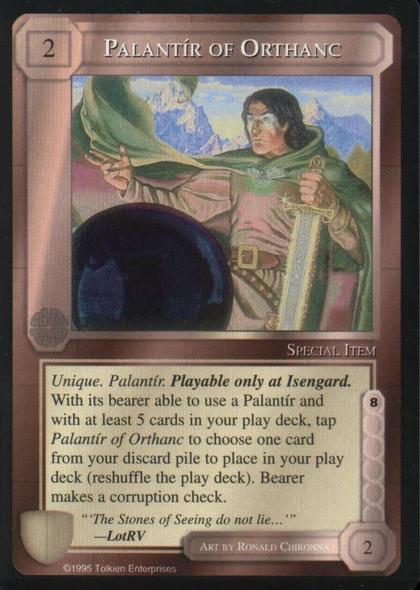 2
PALANTÍR OF ORTHANC
SPECIAL ITEM
Unique. Palantír. Playable only at Isengard.
With its bearer able to use a Palantír and
with at least 5 cards in your play deck, tap
Palantír of Orthanc to choose one card
from your discard pile to place in your play
deck (reshuffle the play deck). Bearer
makes a corruption check.
“‘The Stones of Seeing do not lie...’”
—LotRV
8
ART BY RONALD CHIRONNA
2
©1995 Tolkien Enterprises